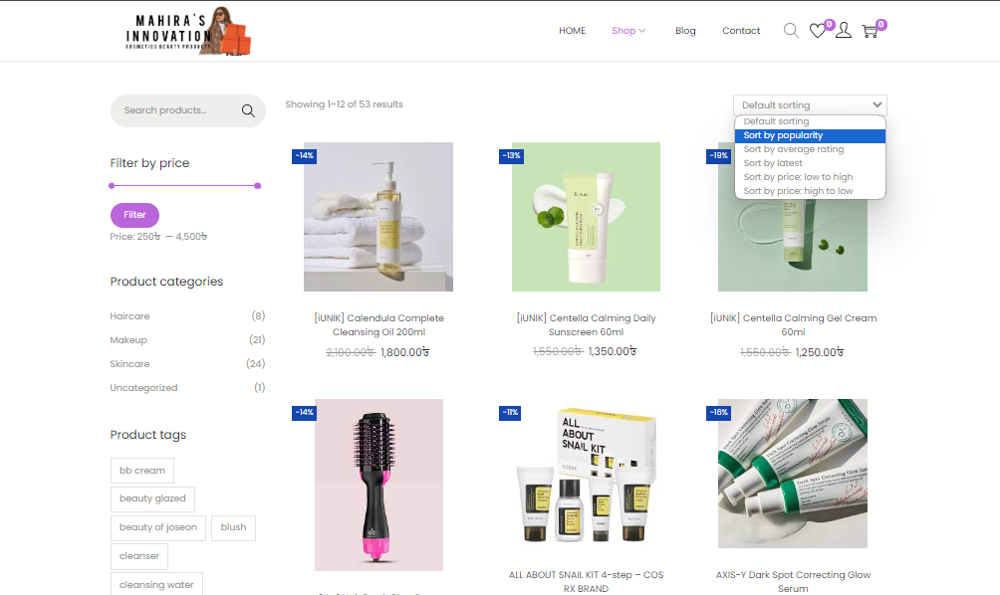 MAHIRA'S
INNOVATION
COSMETICS BEAUTY PRODUCTS
HOME
Shop
Blog
Contact
0
0
Search products…
Showing 1–12 of 53 results
Default sorting
Default sorting
Sort by popularity
Sort by average rating
Sort by latest
Sort by price: low to high
Sort by price: high to low
Filter by price
Filter
Price: 250৳ — 4,500৳
Product categories
Haircare (8)
Makeup (21)
Skincare (24)
Uncategorized (1)
Product tags
bb cream
beauty glazed
beauty of joseon
blush
cleanser
cleansing water
-14%
[iUNIK] Calendula Complete
Cleansing Oil 200ml
2,100.00৳ 1,800.00৳
-13%
[iUNIK] Centella Calming Daily
Sunscreen 60ml
1,550.00৳ 1,350.00৳
-19%
[iUNIK] Centella Calming Gel Cream
60ml
1,550.00৳ 1,250.00৳
-14%
-11%
ALL
ABOUT
SNAIL KIT
ALL ABOUT SNAIL KIT 4-step – COS
RX BRAND
-16%
Dark Spot Correcting Glow Serum
AXIS-Y Dark Spot Correcting Glow
Serum